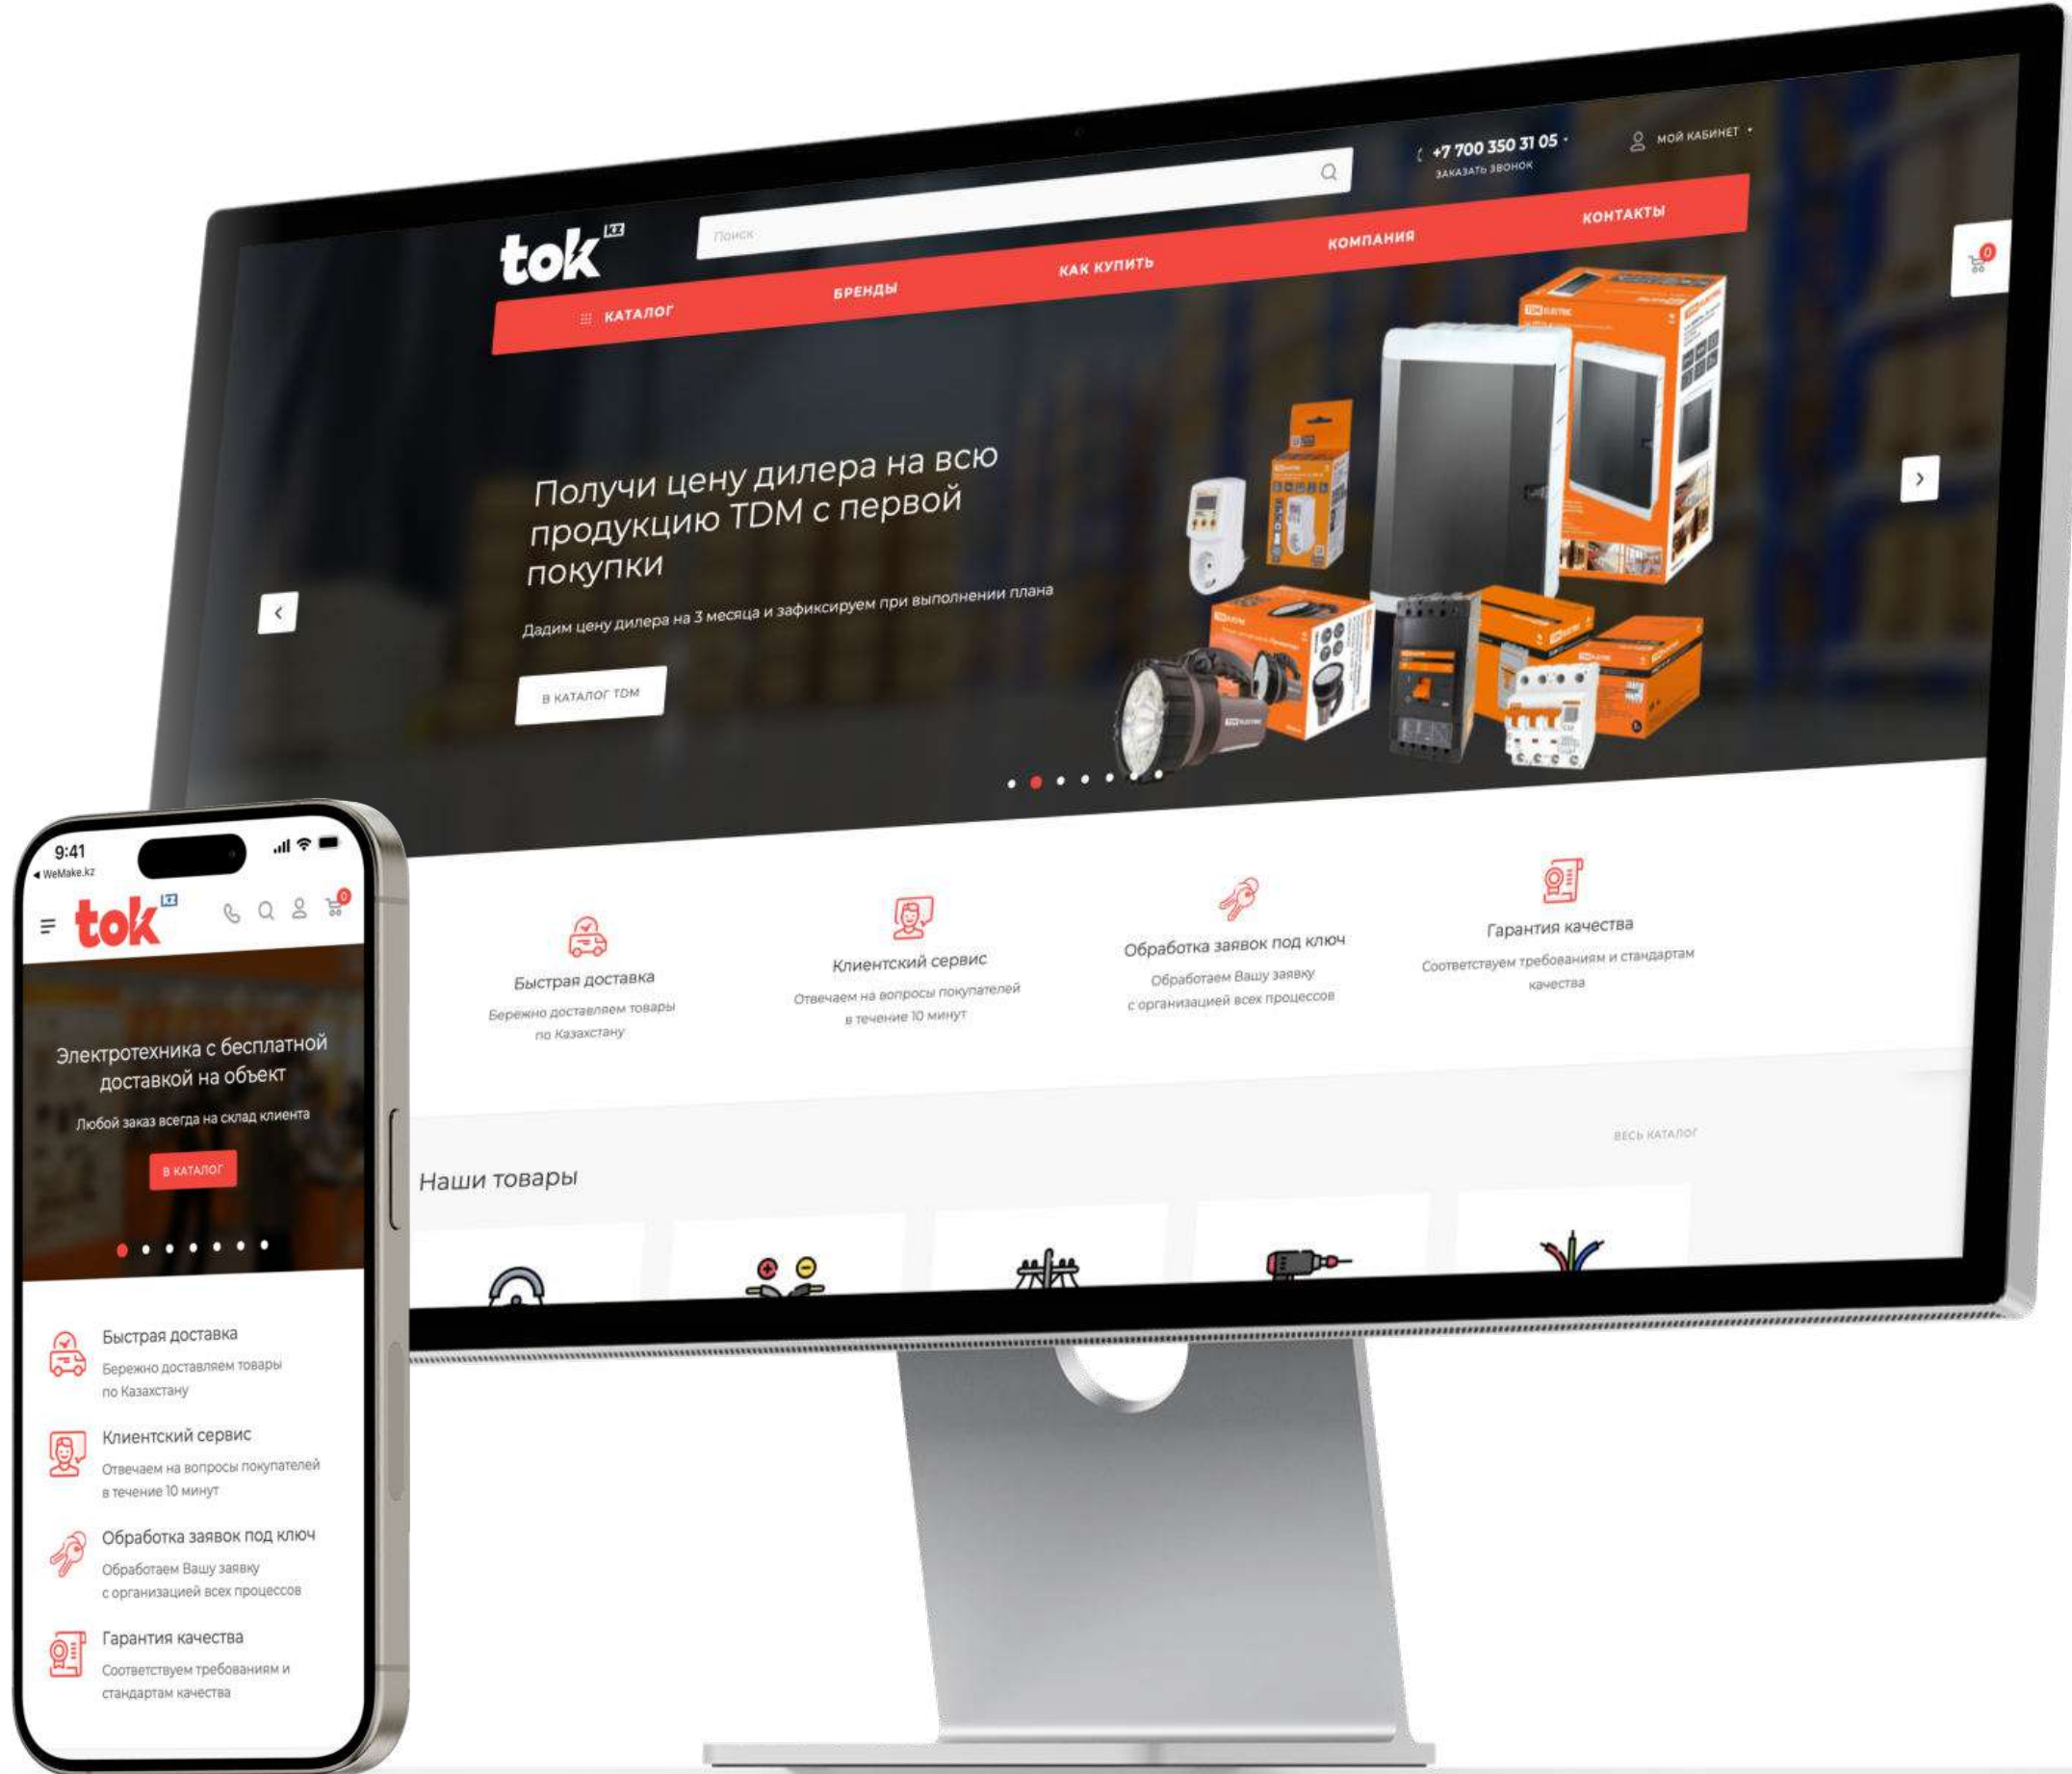 +7 700 350 31 05
ЗАКАЗАТЬ ЗВОНОК
МОЙ КАБИНЕТ
tok KZ
Поиск
0
КАТАЛОГ
БРЕНДЫ
КАК КУПИТЬ
КОМПАНИЯ
КОНТАКТЫ
Получи цену дилера на всю
продукцию TDM с первой
покупки
Дадим цену дилера на 3 месяца и зафиксируем при выполнении плана
В КАТАЛОГ TDM
TDM ELECTRIC
Быстрая доставка
Бережно доставляем товары
по Казахстану
Клиентский сервис
Отвечаем на вопросы покупателей
в течение 10 минут
Обработка заявок под ключ
Обработаем Вашу заявку
с организацией всех процессов
Гарантия качества
Соответствуем требованиям и стандартам
качества
Наши товары
ВЕСЬ КАТАЛОГ
9:41
WeMake.kz
tok KZ
0
Электротехника с бесплатной
доставкой на объект
Любой заказ всегда на склад клиента
В КАТАЛОГ
Быстрая доставка
Бережно доставляем товары
по Казахстану
Клиентский сервис
Отвечаем на вопросы покупателей
в течение 10 минут
Обработка заявок под ключ
Обработаем Вашу заявку
с организацией всех процессов
Гарантия качества
Соответствуем требованиям и
стандартам качества